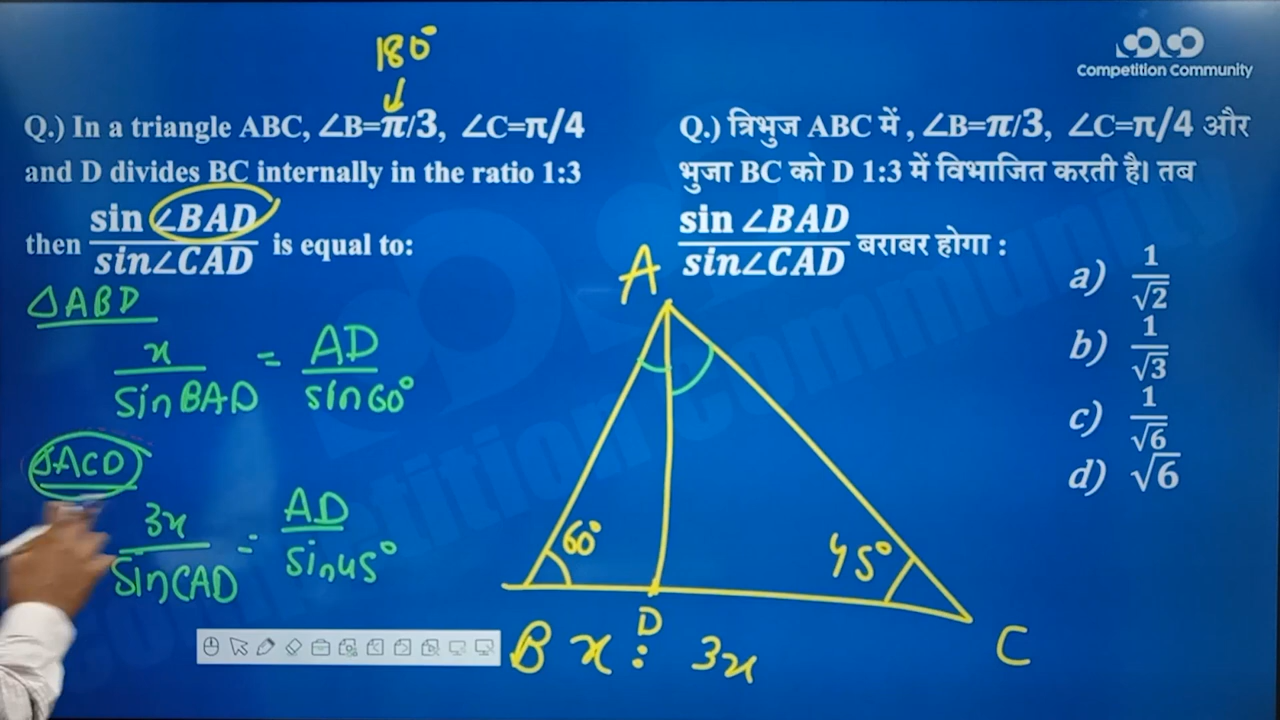 180°
↓
Competition Community
Q.) In a triangle ABC, ∠B=π/3, ∠C=π/4
and D divides BC internally in the ratio 1:3
then sin ∠BAD / sin∠CAD is equal to:
Q.) त्रिभुज ABC में , ∠B=π/3, ∠C=π/4 और
भुजा BC को D 1:3 में विभाजित करती है। तब
sin ∠BAD / sin∠CAD बराबर होगा :
a) 1/√2
b) 1/√3
c) 1/√6
d) √6
△ABD
x / sinBAD = AD / sin60°
△ACD
3x / sinCAD = AD / sin45°
A
60°
45°
B x : 3x
D
C